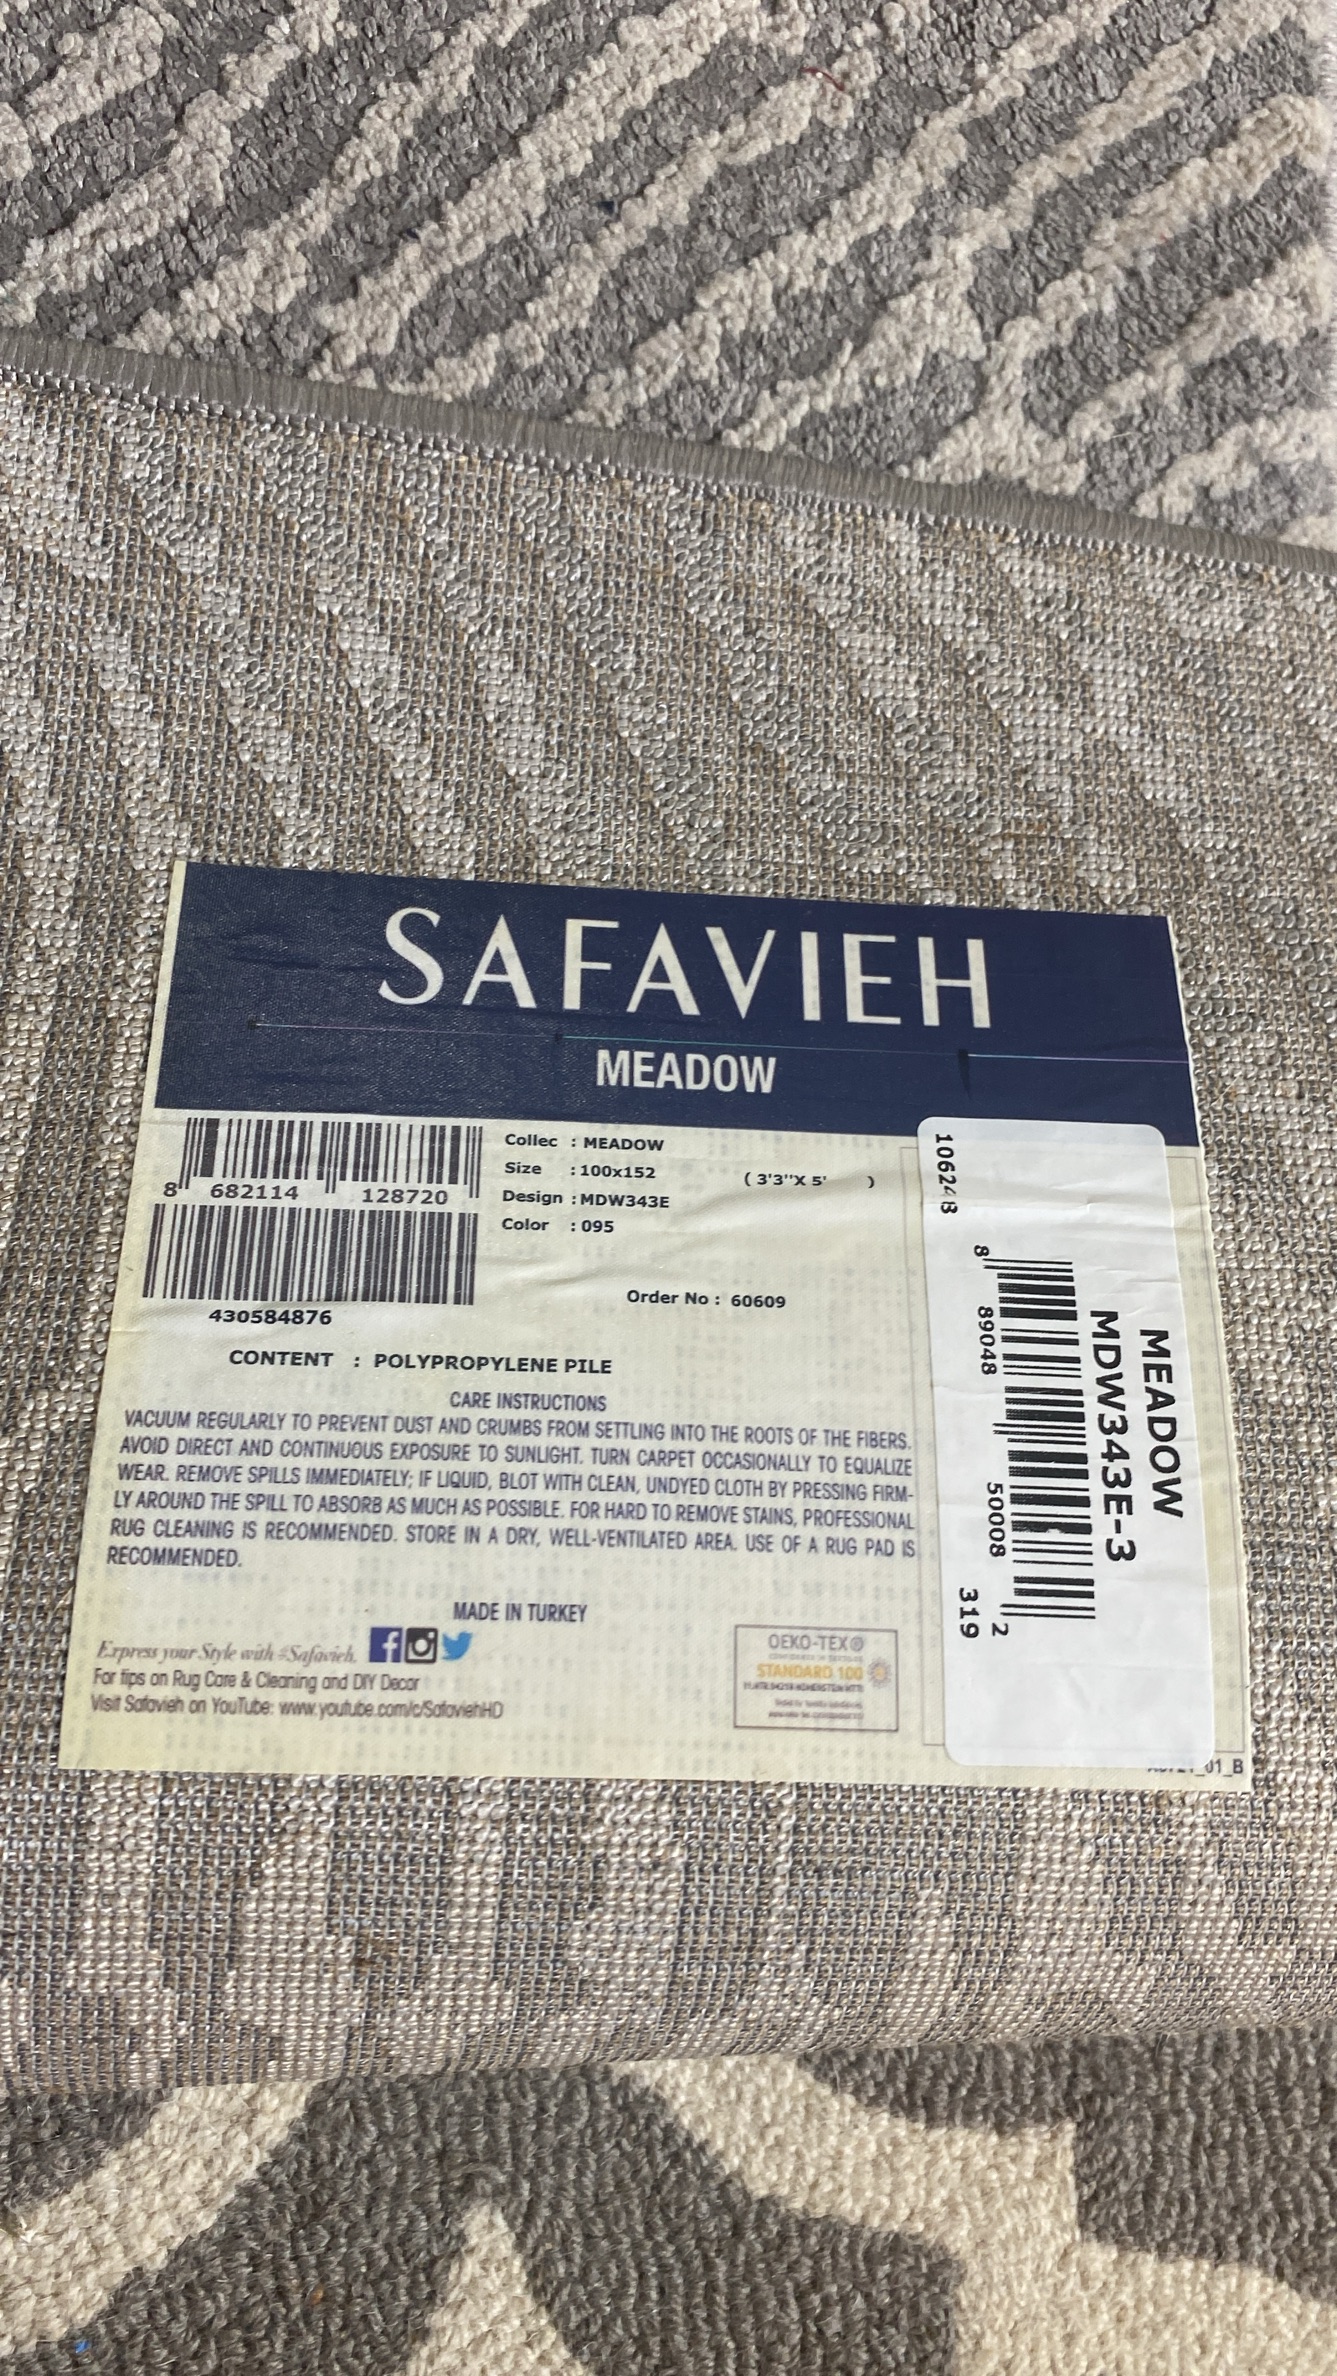 SAFAVIEH
MEADOW
8 682114 128720
430584876
Collec : MEADOW
Size : 100x152 ( 3'3''X 5' )
Design : MDW343E
Color : 095
Order No : 60609
CONTENT : POLYPROPYLENE PILE
CARE INSTRUCTIONS
VACUUM REGULARLY TO PREVENT DUST AND CRUMBS FROM SETTLING INTO THE ROOTS OF THE FIBERS.
AVOID DIRECT AND CONTINUOUS EXPOSURE TO SUNLIGHT. TURN CARPET OCCASIONALLY TO EQUALIZE
WEAR. REMOVE SPILLS IMMEDIATELY; IF LIQUID, BLOT WITH CLEAN, UNDYED CLOTH BY PRESSING FIRM-
LY AROUND THE SPILL TO ABSORB AS MUCH AS POSSIBLE. FOR HARD TO REMOVE STAINS, PROFESSIONAL
RUG CLEANING IS RECOMMENDED. STORE IN A DRY, WELL-VENTILATED AREA. USE OF A RUG PAD IS
RECOMMENDED.
MADE IN TURKEY
Express your Style with #Safavieh.
For tips on Rug Care & Cleaning and DIY Decor
Visit Safavieh on YouTube: www.youtube.com/c/SafaviehHD
OEKO-TEX®
STANDARD 100
MEADOW
MDW343E-3
8 89048 50008 2
319
01_B